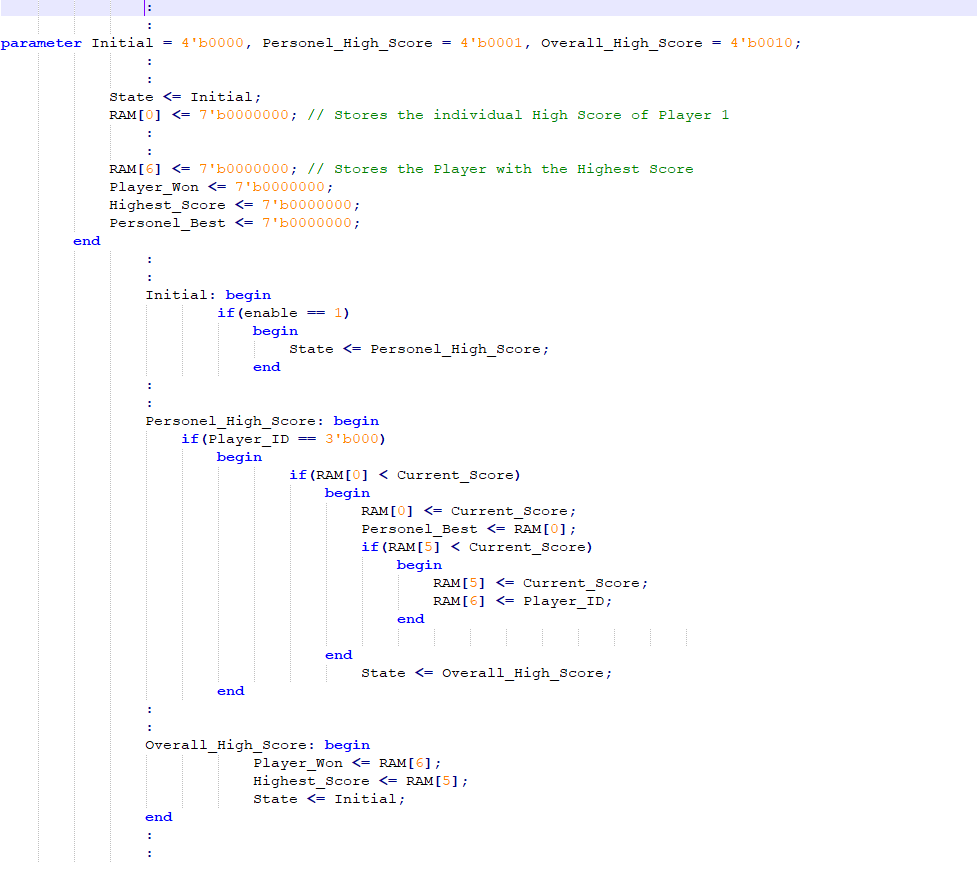 :
:
parameter Initial = 4'b0000, Personel_High_Score = 4'b0001, Overall_High_Score = 4'b0010;
:
:
State <= Initial;
RAM[0] <= 7'b0000000; // Stores the individual High Score of Player 1
:
:
RAM[6] <= 7'b0000000; // Stores the Player with the Highest Score
Player_Won <= 7'b0000000;
Highest_Score <= 7'b0000000;
Personel_Best <= 7'b0000000;
end
:
:
Initial: begin
if(enable == 1)
begin
State <= Personel_High_Score;
end
:
:
Personel_High_Score: begin
if(Player_ID == 3'b000)
begin
if(RAM[0] < Current_Score)
begin
RAM[0] <= Current_Score;
Personel_Best <= RAM[0];
if(RAM[5] < Current_Score)
begin
RAM[5] <= Current_Score;
RAM[6] <= Player_ID;
end
end
State <= Overall_High_Score;
end
:
:
Overall_High_Score: begin
Player_Won <= RAM[6];
Highest_Score <= RAM[5];
State <= Initial;
end
:
: